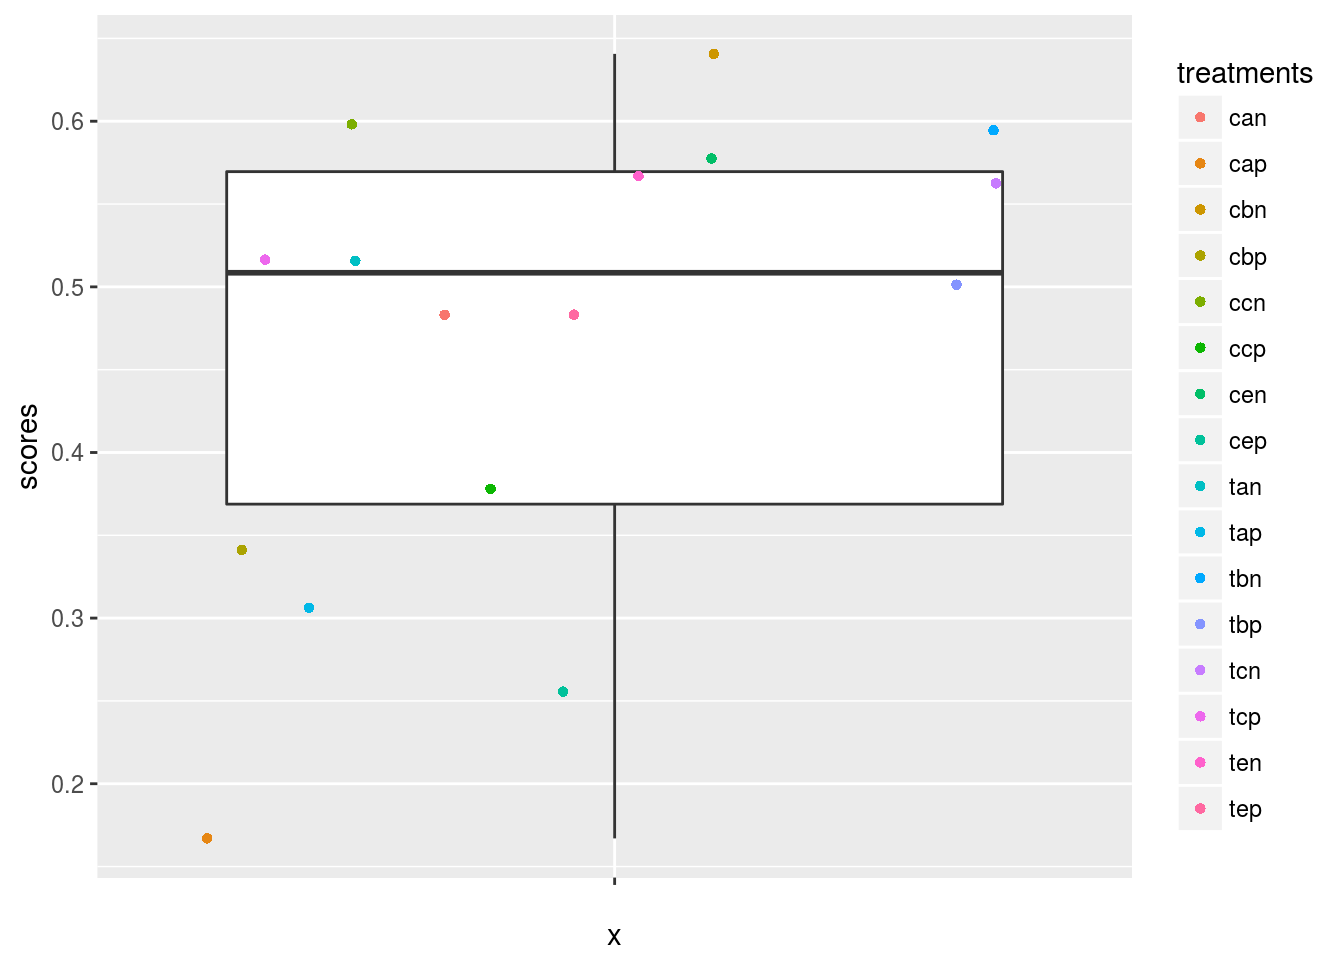 treatments
can
cap
cbn
cbp
ccn
ccp
cen
cep
tan
tap
tbn
tbp
tcn
tcp
ten
tep
0.6
0.5
0.4
0.3
0.2
scores
x